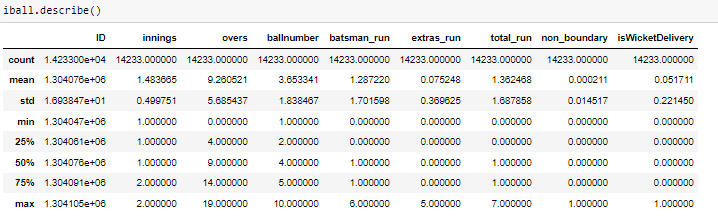 iball.describe()
ID innings overs ballnumber batsman_run extras_run total_run non_boundary isWicketDelivery
count 1.423300e+04 14233.000000 14233.000000 14233.000000 14233.000000 14233.000000 14233.000000 14233.000000 14233.000000
mean 1.304076e+06 1.483665 9.260521 3.653341 1.287220 0.075248 1.362468 0.000211 0.051711
std 1.693847e+01 0.499751 5.685437 1.838467 1.701598 0.369625 1.687858 0.014517 0.221450
min 1.304047e+06 1.000000 0.000000 1.000000 0.000000 0.000000 0.000000 0.000000 0.000000
25% 1.304061e+06 1.000000 4.000000 2.000000 0.000000 0.000000 0.000000 0.000000 0.000000
50% 1.304076e+06 1.000000 9.000000 4.000000 1.000000 0.000000 1.000000 0.000000 0.000000
75% 1.304091e+06 2.000000 14.000000 5.000000 1.000000 0.000000 1.000000 0.000000 0.000000
max 1.304105e+06 2.000000 19.000000 10.000000 6.000000 5.000000 7.000000 1.000000 1.000000